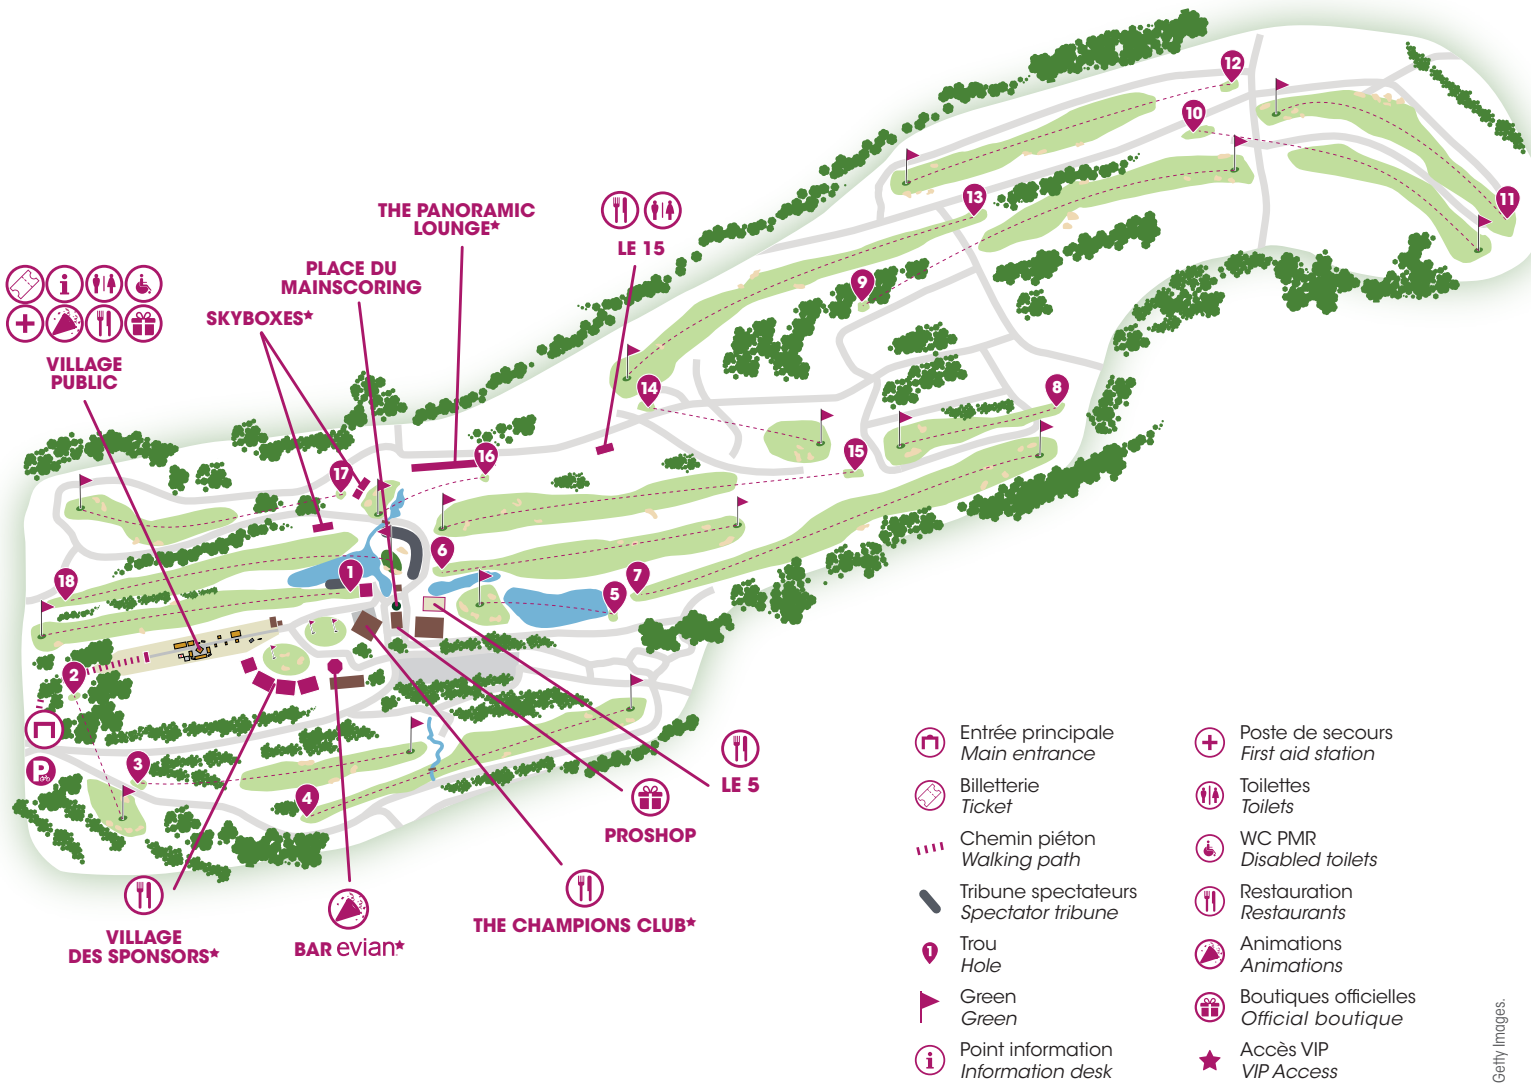 12
10
11
13
9
THE PANORAMIC
LOUNGE★
LE 15
PLACE DU
MAINSCORING
SKYBOXES★
VILLAGE
PUBLIC
14
8
15
16
17
6
1
7
5
18
2
3
4
P
LE 5
PROSHOP
THE CHAMPIONS CLUB★
BAR evian★
VILLAGE
DES SPONSORS★
Entrée principale
Main entrance
Billetterie
Ticket
Chemin piéton
Walking path
Tribune spectateurs
Spectator tribune
1
Trou
Hole
Green
Green
Point information
Information desk
Poste de secours
First aid station
Toilettes
Toilets
WC PMR
Disabled toilets
Restauration
Restaurants
Animations
Animations
Boutiques officielles
Official boutique
Accès VIP
VIP Access
Getty Images.